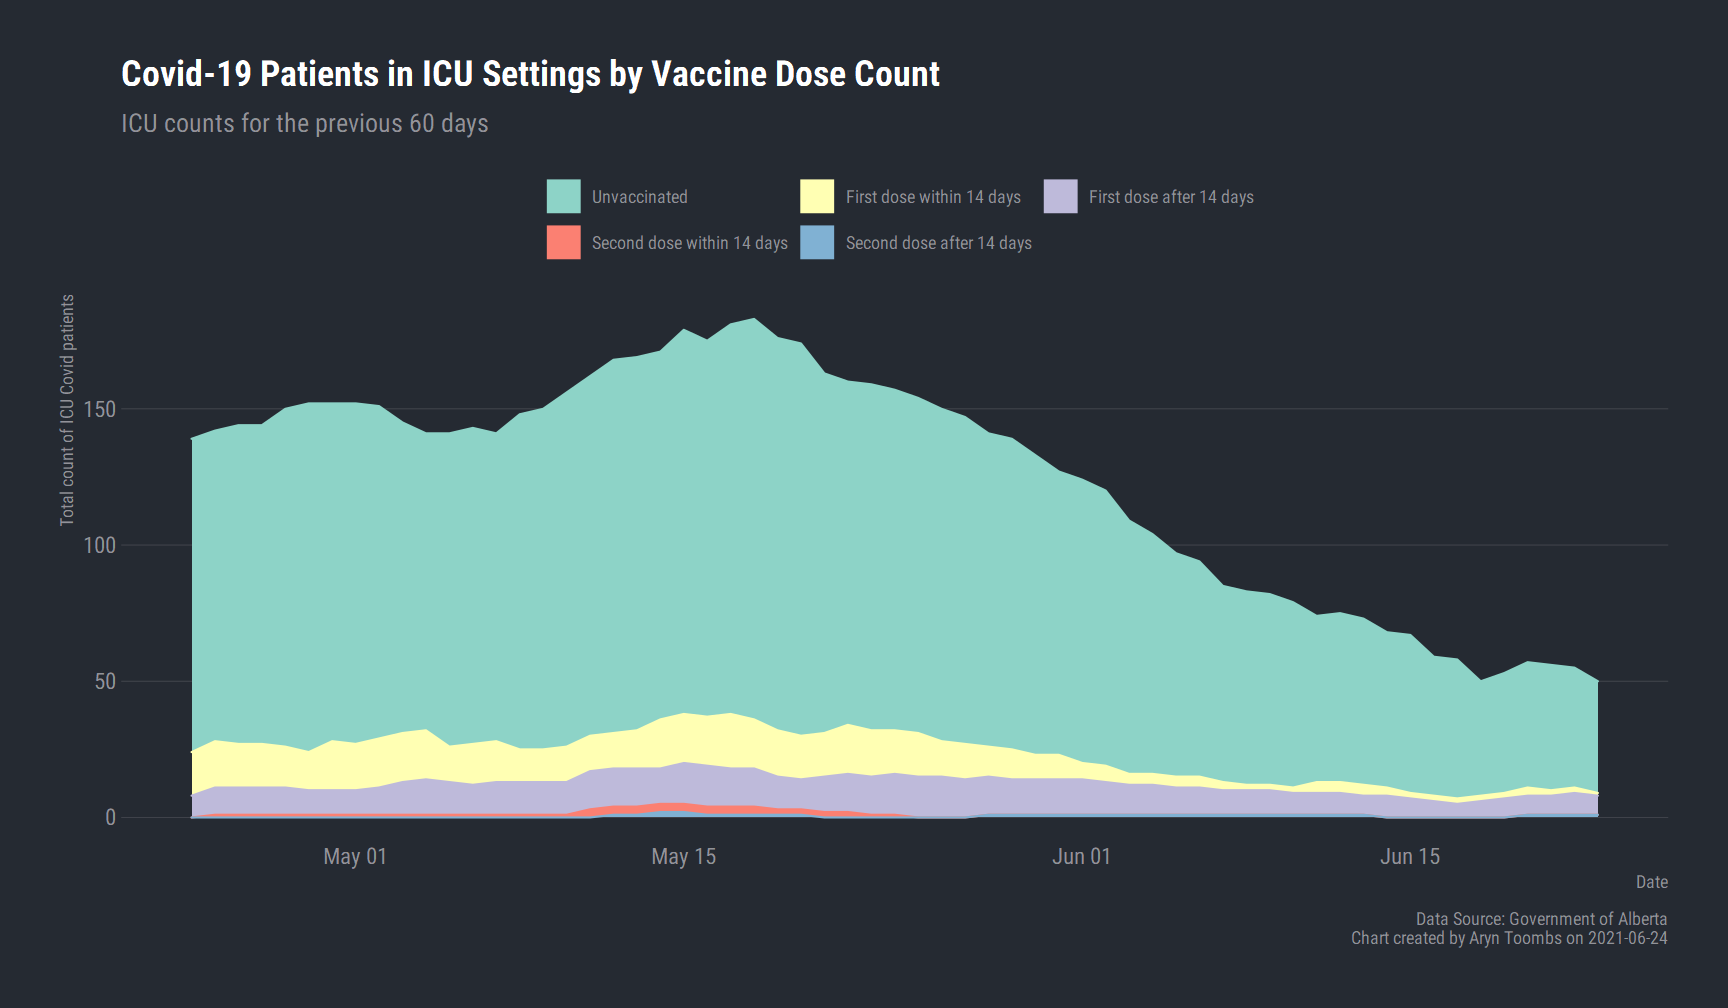 Covid-19 Patients in ICU Settings by Vaccine Dose Count
ICU counts for the previous 60 days
Unvaccinated
First dose within 14 days
First dose after 14 days
Second dose within 14 days
Second dose after 14 days
Total count of ICU Covid patients
150
100
50
0
May 01
May 15
Jun 01
Jun 15
Date
Data Source: Government of Alberta
Chart created by Aryn Toombs on 2021-06-24